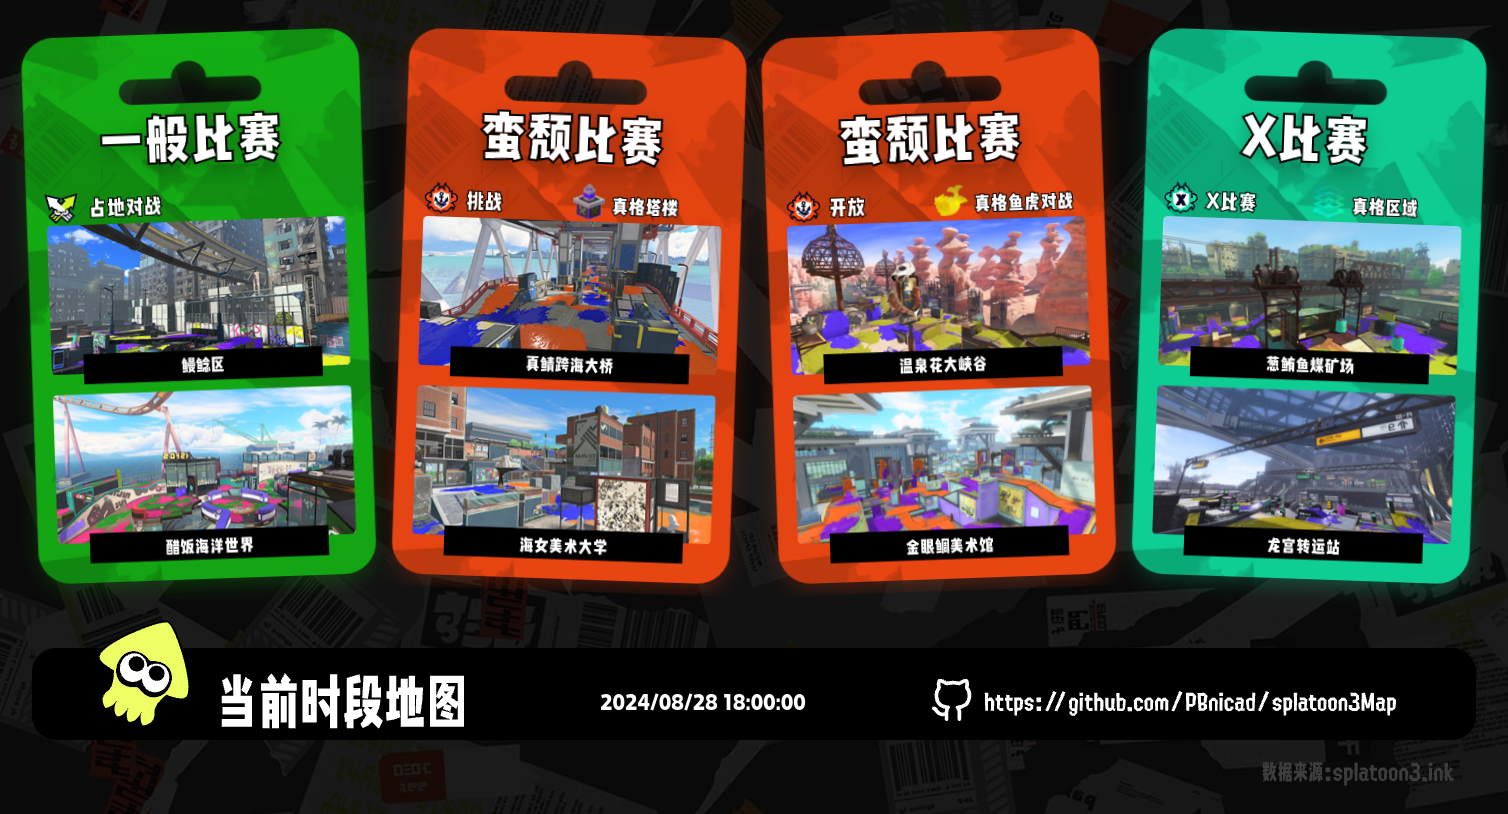 一般比赛
占地对战
鳗鲶区
醋饭海洋世界
蛮颓比赛
挑战
真格塔楼
真鲭跨海大桥
海女美术大学
蛮颓比赛
开放
真格鱼虎对战
温泉花大峡谷
金眼鲷美术馆
X比赛
X比赛
真格区域
葱鲔鱼煤矿场
龙宫转运站
当前时段地图
2024/08/28 18:00:00
https://github.com/PBnicad/splatoon3Map
数据来源:splatoon3.ink